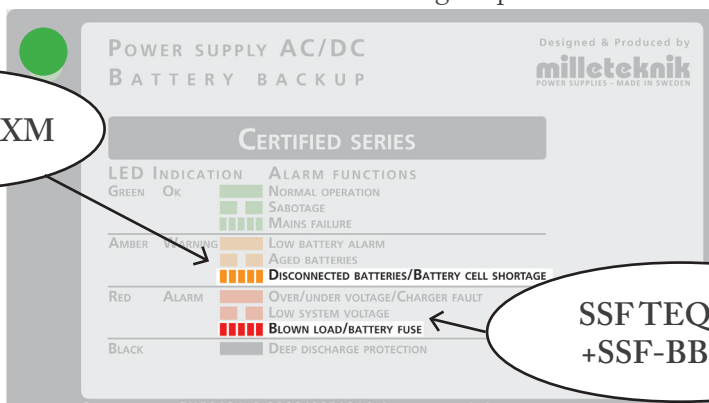 POWER SUPPLY AC/DC
BATTERY BACKUP
Designed & Produced by
milleteknik
POWER SUPPLIES - MADE IN SWEDEN
XM
CERTIFIED SERIES
LED INDICATION ALARM FUNCTIONS
GREEN OK NORMAL OPERATION
SABOTAGE
MAINS FAILURE
AMBER WARNING LOW BATTERY ALARM
AGED BATTERIES
DISCONNECTED BATTERIES/BATTERY CELL SHORTAGE
RED ALARM OVER/UNDER VOLTAGE/CHARGER FAULT
LOW SYSTEM VOLTAGE
BLOWN LOAD/BATTERY FUSE
BLACK DEEP DISCHARGE PROTECTION
SSF TEQ
+SSF-BB